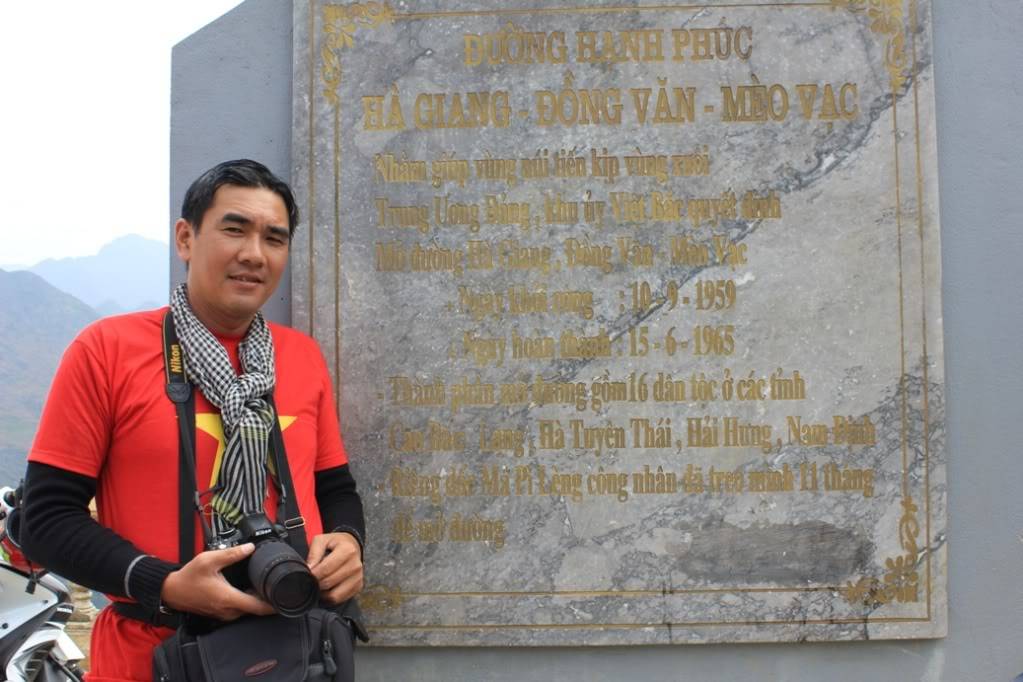 ĐƯỜNG HẠNH PHÚC
HÀ GIANG - ĐỒNG VĂN - MÈO VẠC
Nhằm giúp vùng núi tiến kịp vùng xuôi
Trung Ương Đảng , khu ủy Việt Bắc quyết định
Mở đường Hà Giang , Đồng Văn - Mèo Vạc
. Ngày khởi công : 10 - 9 - 1959
. Ngày hoàn thành : 15 - 6 - 1965
- Thành phần mở đường gồm 16 dân tộc ở các tỉnh
Cao Bằng Lạng , Hà Tuyên Thái , Hải Hưng , Nam Định
- Riêng dốc Mã Pì Lèng công nhân đã treo mình 11 tháng
để mở đường
Nikon
Nikon